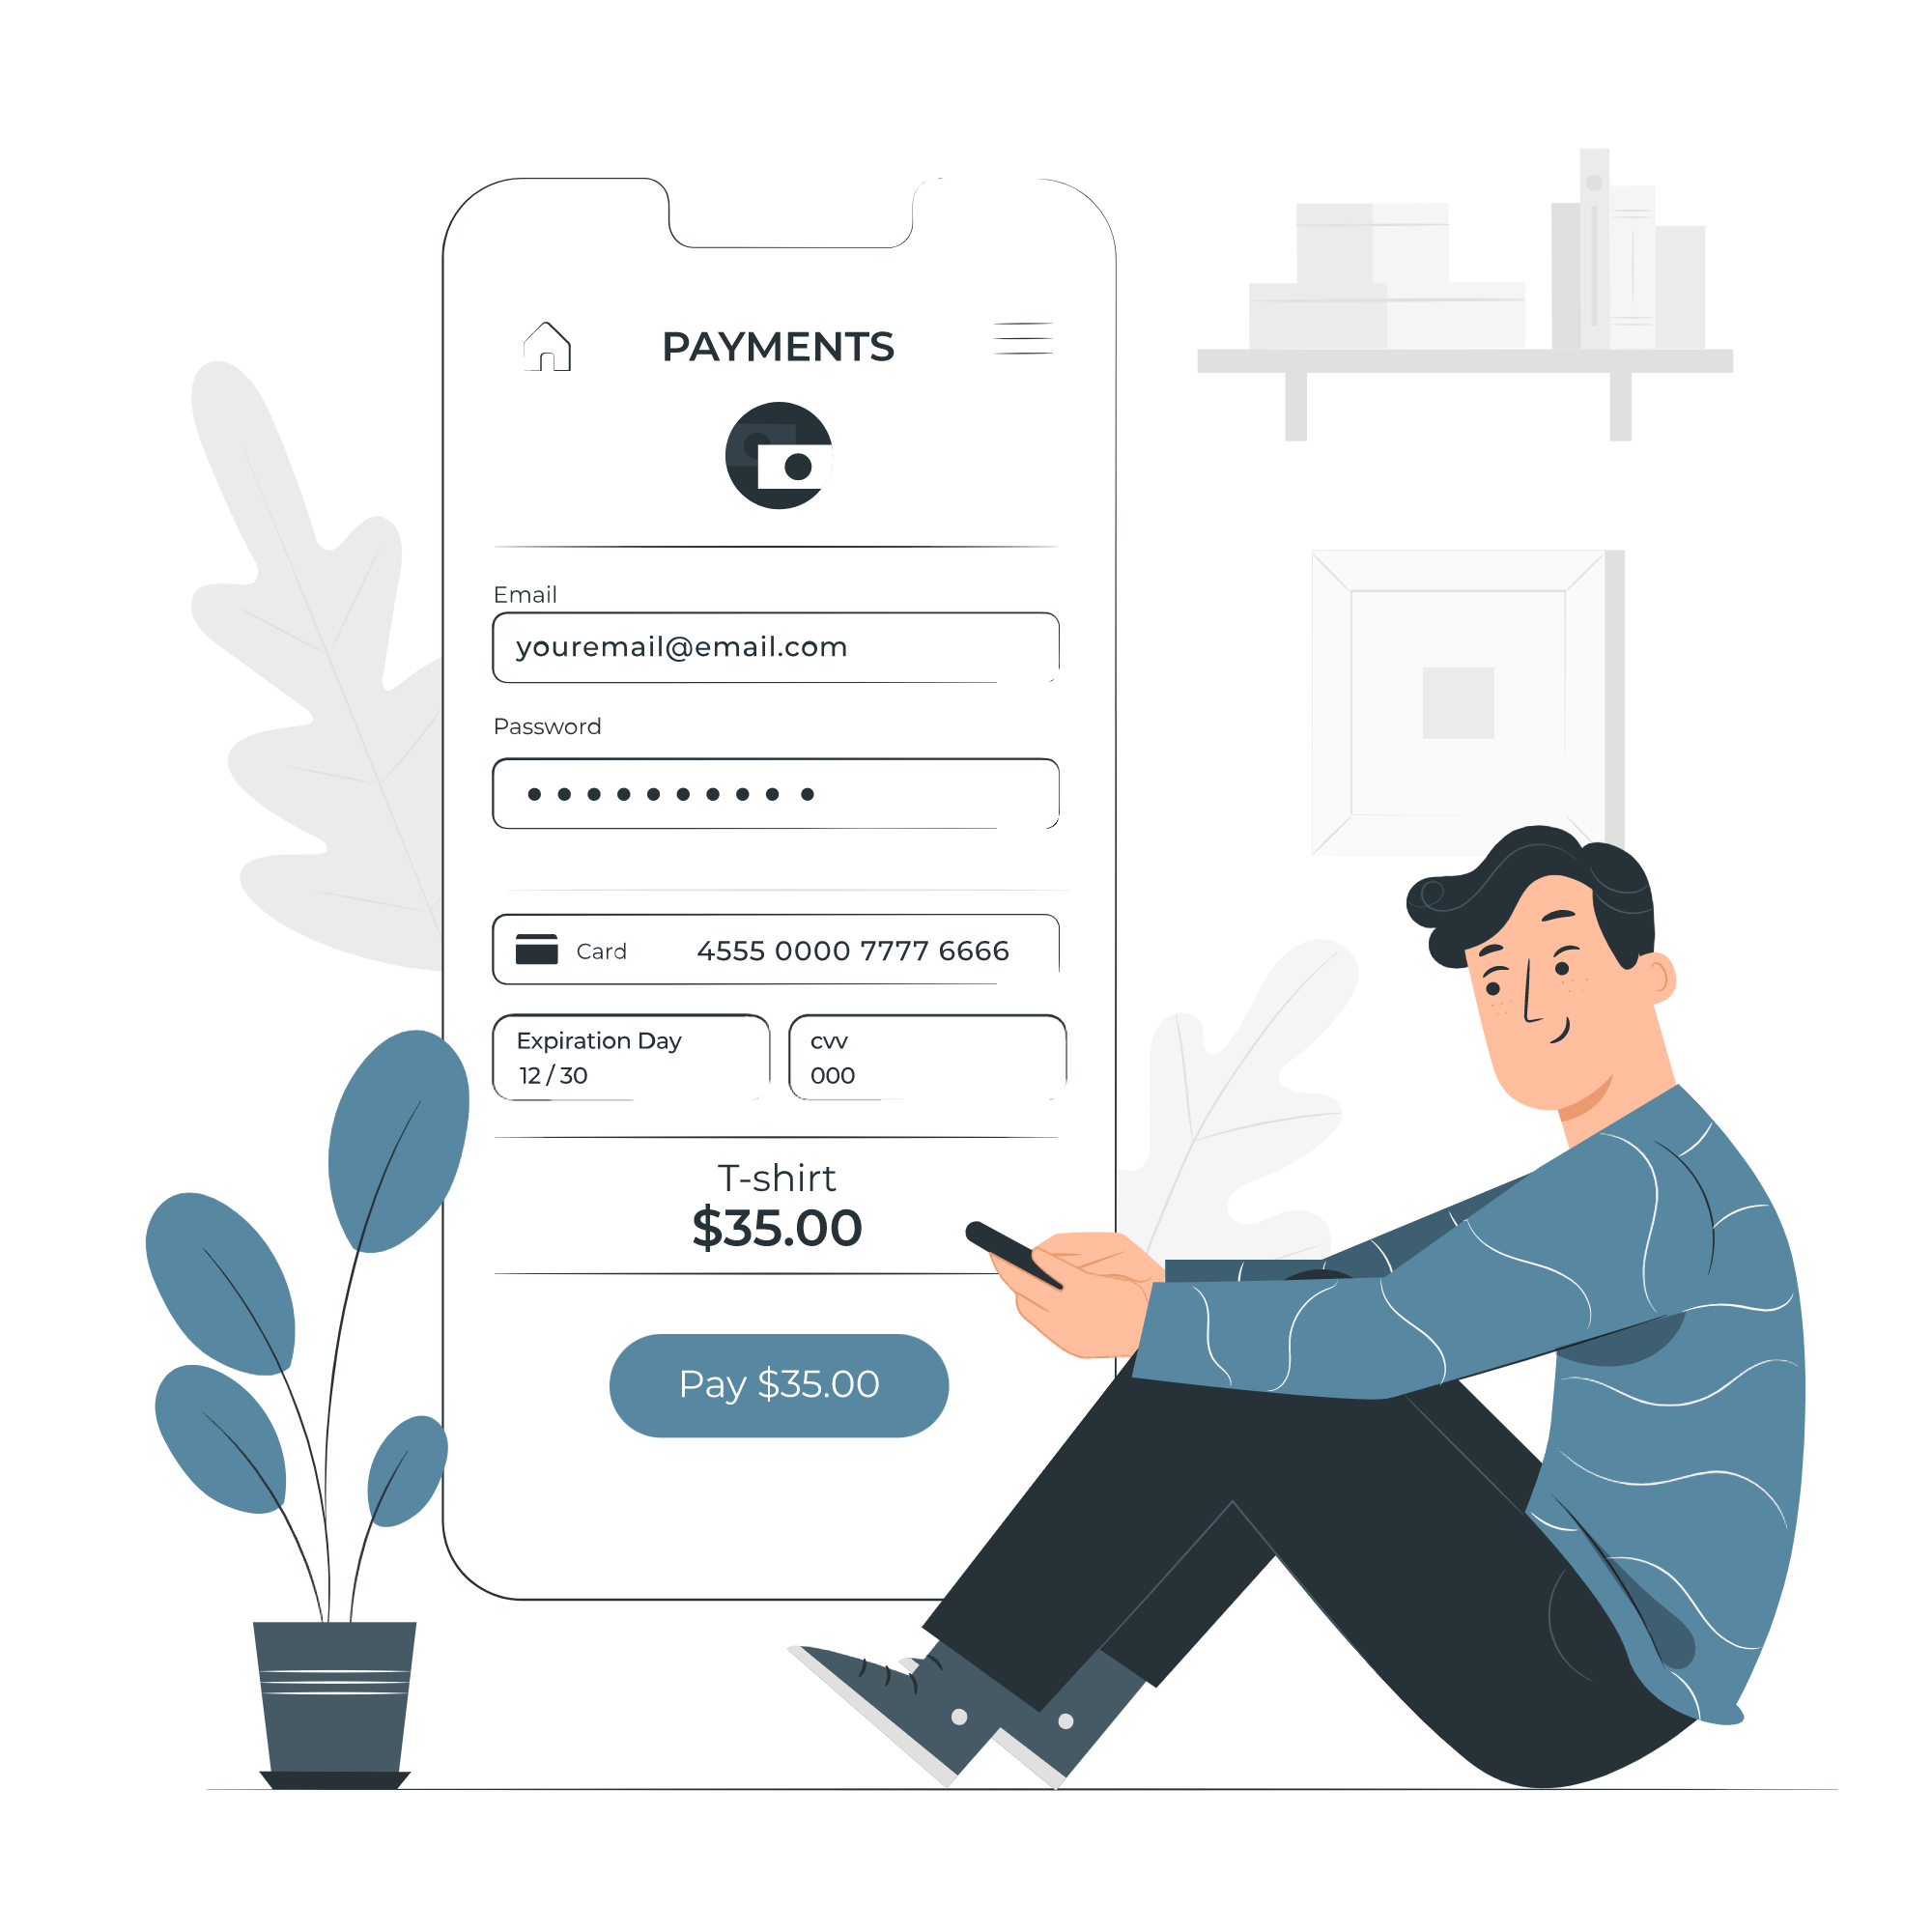 PAYMENTS
Email
youremail@email.com
Password
Card 4555 0000 7777 6666
Expiration Day
12 / 30
cvv
000
T-shirt
$35.00
Pay $35.00